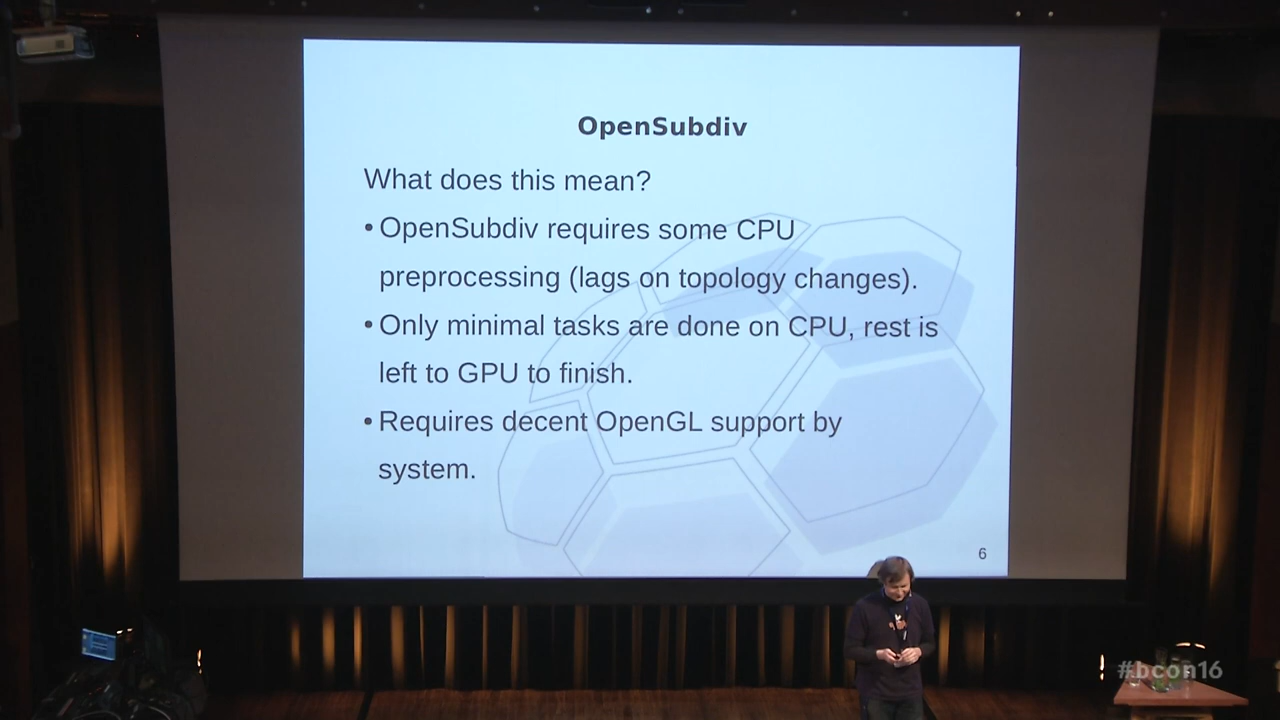 OpenSubdiv
What does this mean?
• OpenSubdiv requires some CPU
preprocessing (lags on topology changes).
• Only minimal tasks are done on CPU, rest is
left to GPU to finish.
• Requires decent OpenGL support by
system.
6
#bcon16